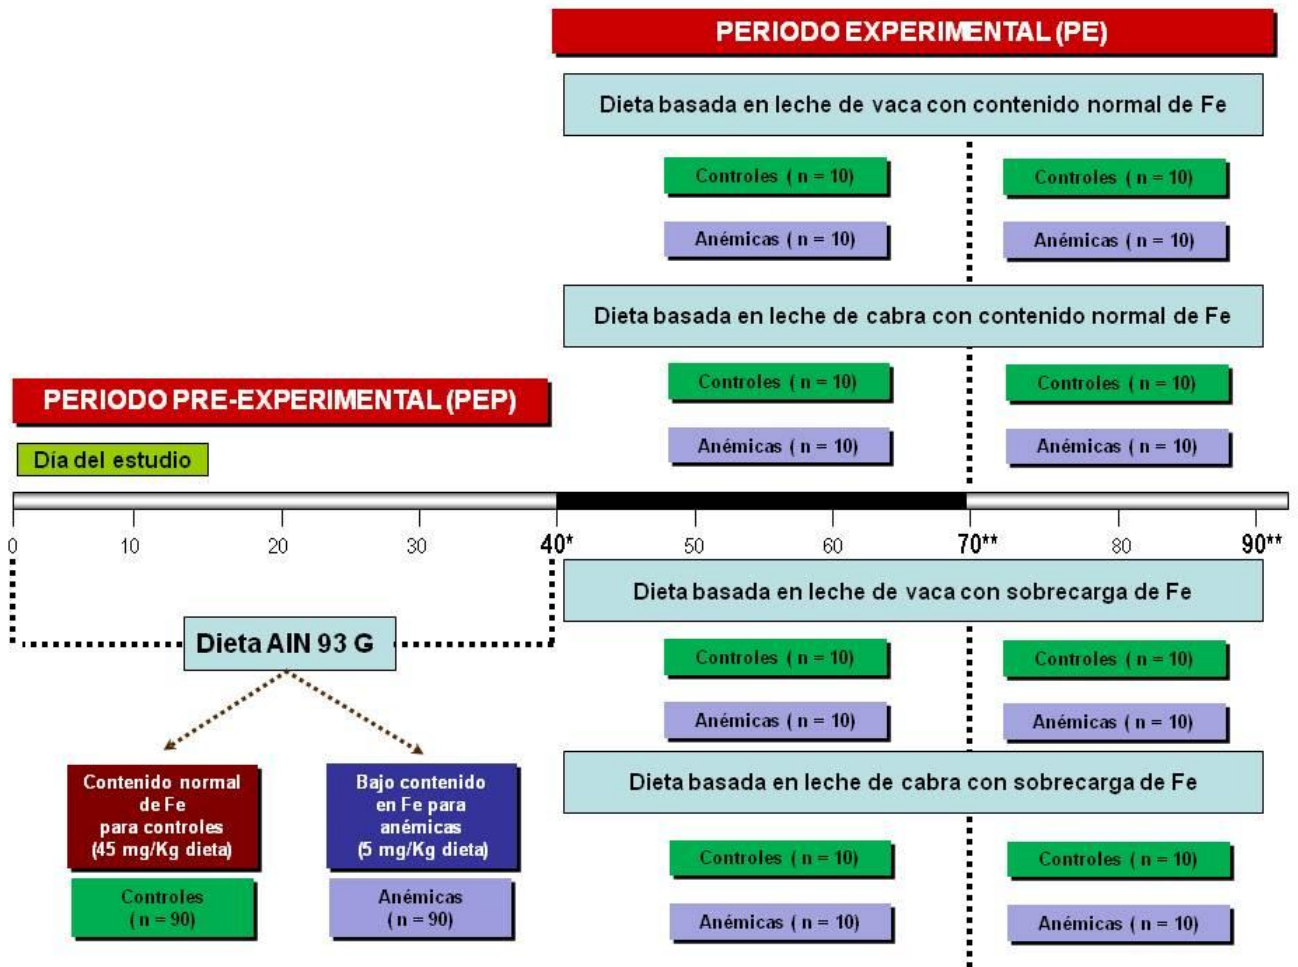 PERIODO EXPERIMENTAL (PE)
Dieta basada en leche de vaca con contenido normal de Fe
Controles ( n = 10)
Controles ( n = 10)
Anémicas ( n = 10)
Anémicas ( n = 10)
Dieta basada en leche de cabra con contenido normal de Fe
Controles ( n = 10)
Controles ( n = 10)
Anémicas ( n = 10)
Anémicas ( n = 10)
PERIODO PRE-EXPERIMENTAL (PEP)
Día del estudio
0 10 20 30 40* 50 60 70** 80 90**
Dieta basada en leche de vaca con sobrecarga de Fe
Controles ( n = 10)
Controles ( n = 10)
Anémicas ( n = 10)
Anémicas ( n = 10)
Dieta basada en leche de cabra con sobrecarga de Fe
Controles ( n = 10)
Controles ( n = 10)
Anémicas ( n = 10)
Anémicas ( n = 10)
Dieta AIN 93 G
Contenido normal
de Fe
para controles
(45 mg/Kg dieta)
Controles
( n = 90)
Bajo contenido
en Fe para
anémicas
(5 mg/Kg dieta)
Anémicas
( n = 90)